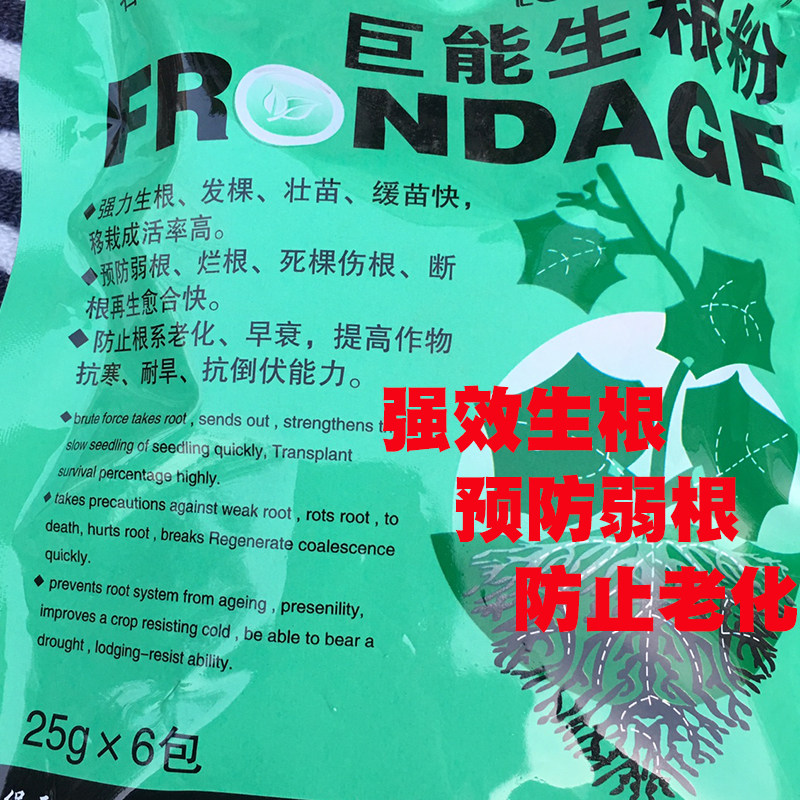 巨能生根粉
FRONDAGE
◆强力生根、发棵、壮苗、缓苗快，
移栽成活率高。
◆预防弱根、烂根、死棵伤根、断
根再生愈合快。
◆防止根系老化、早衰，提高作物
抗寒、耐旱、抗倒伏能力。
强效生根
预防弱根
防止老化
◆brute force takes root , sends out , strengthens
slow seedling of seedling quickly, Transplant
survival percentage highly.
◆takes precautions against weak root , rots root , to
death, hurts root , breaks Regenerate coalescence
quickly.
◆ prevents root system from ageing , presenility,
improves a crop resisting cold , be able to bear a
drought , lodging-resist ability.
25g×6包